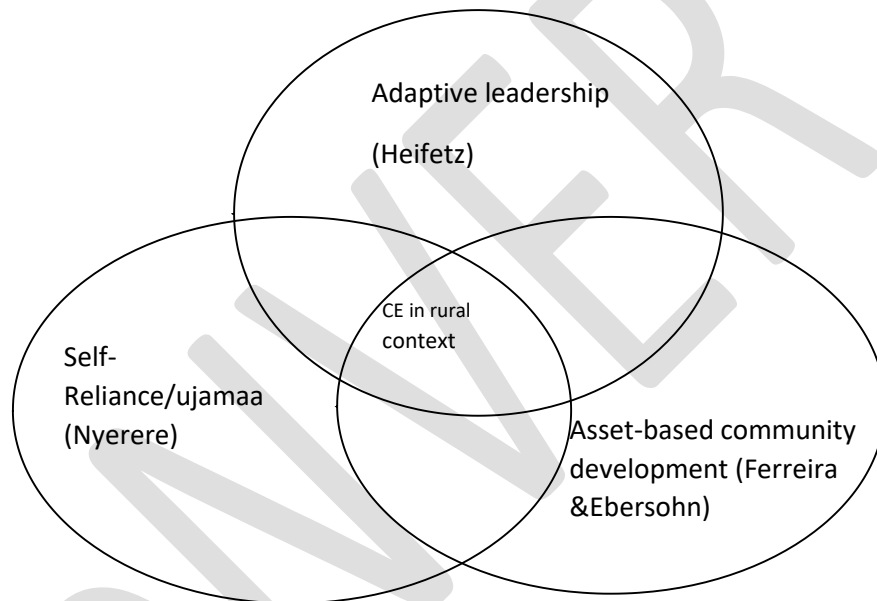 Adaptive leadership
(Heifetz)
CE in rural
context
Self-
Reliance/ujamaa
(Nyerere)
Asset-based community
development (Ferreira
&Ebersohn)